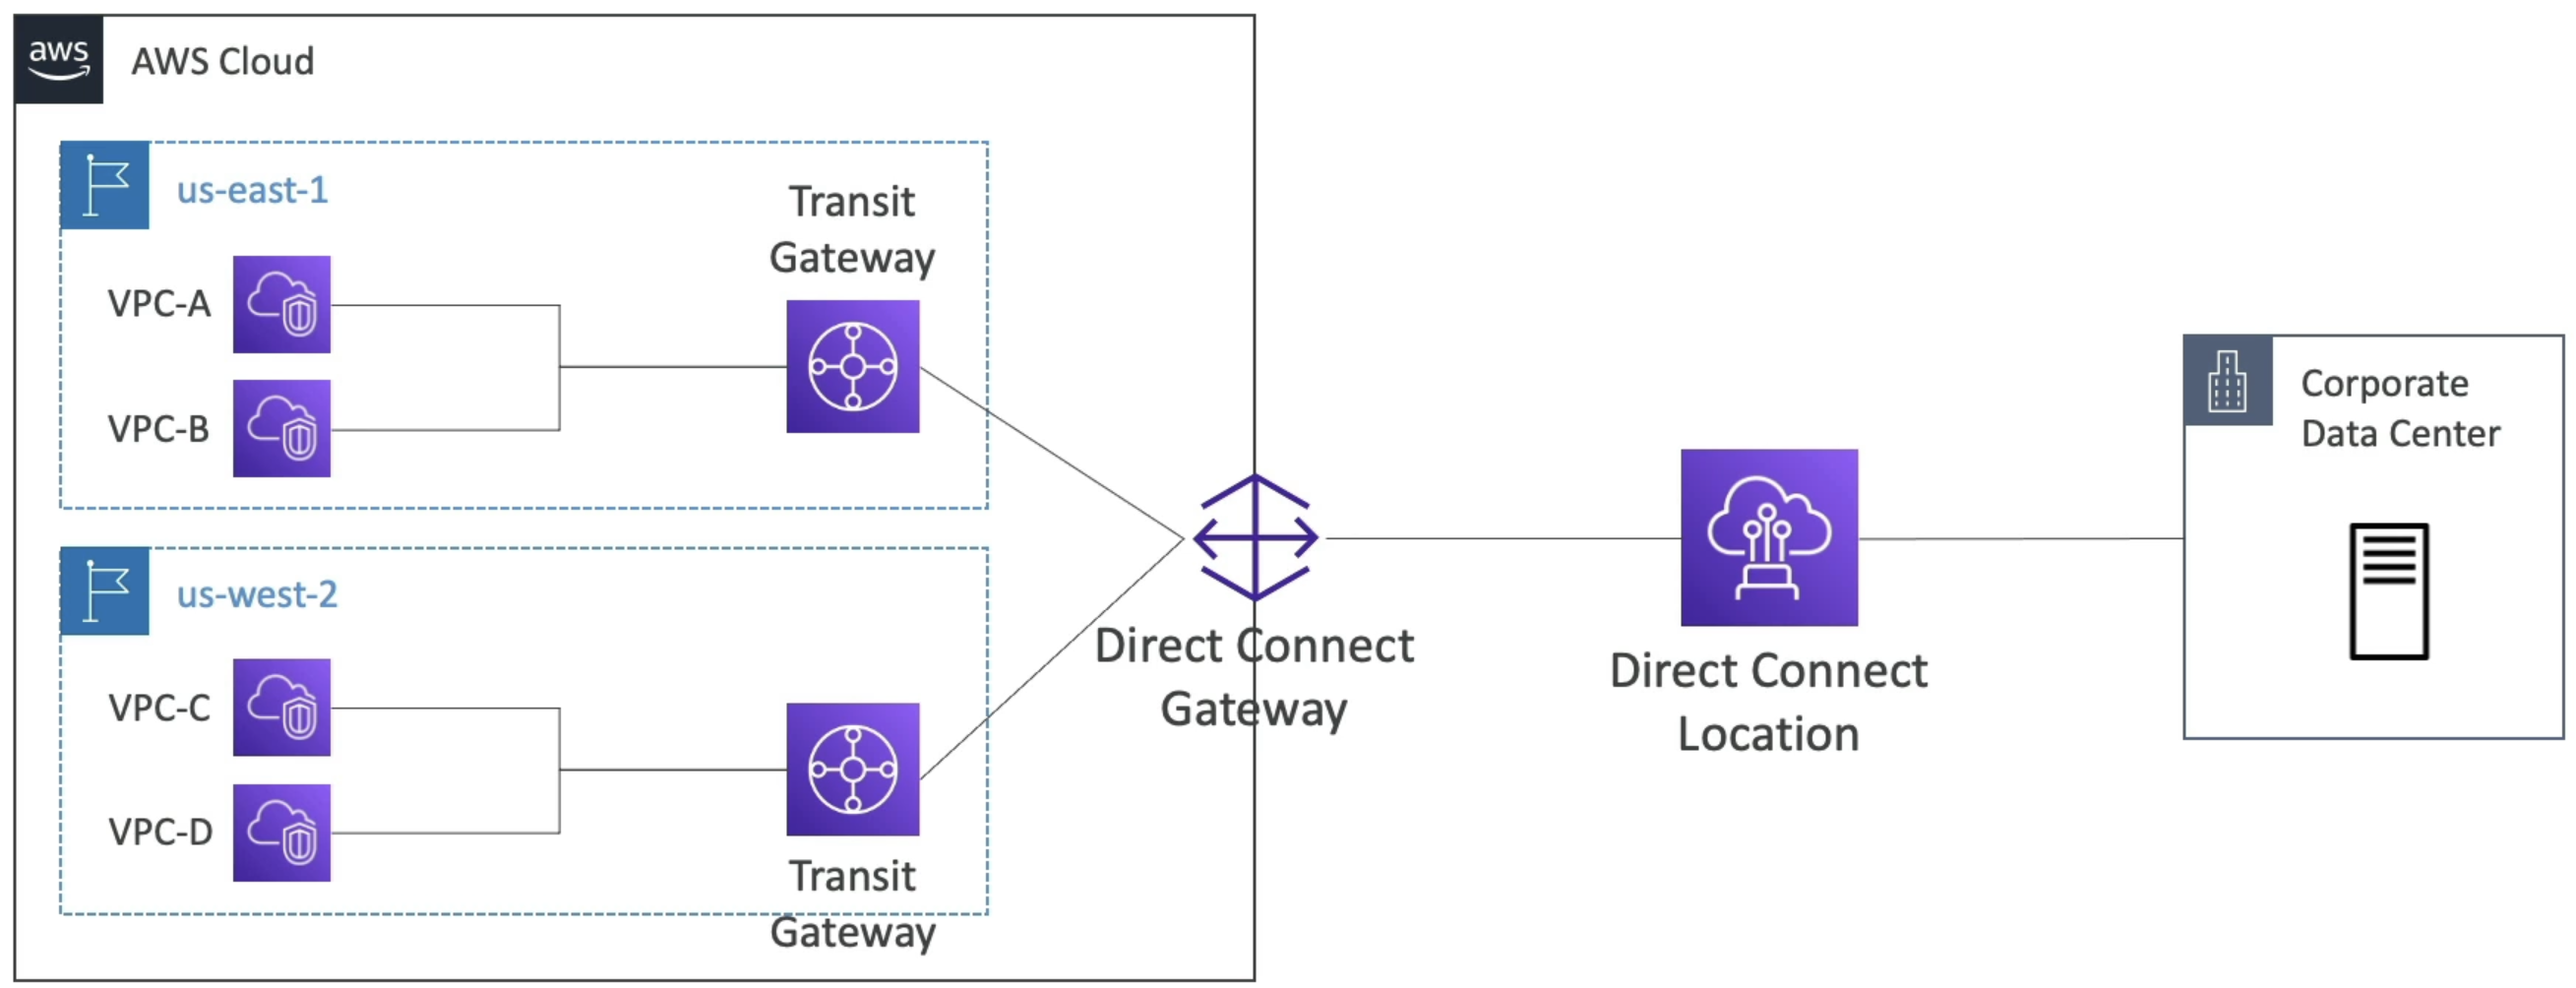 aws
AWS Cloud
us-east-1
Transit
Gateway
VPC-A
VPC-B
us-west-2
VPC-C
VPC-D
Transit
Gateway
Direct Connect
Gateway
Direct Connect
Location
Corporate
Data Center